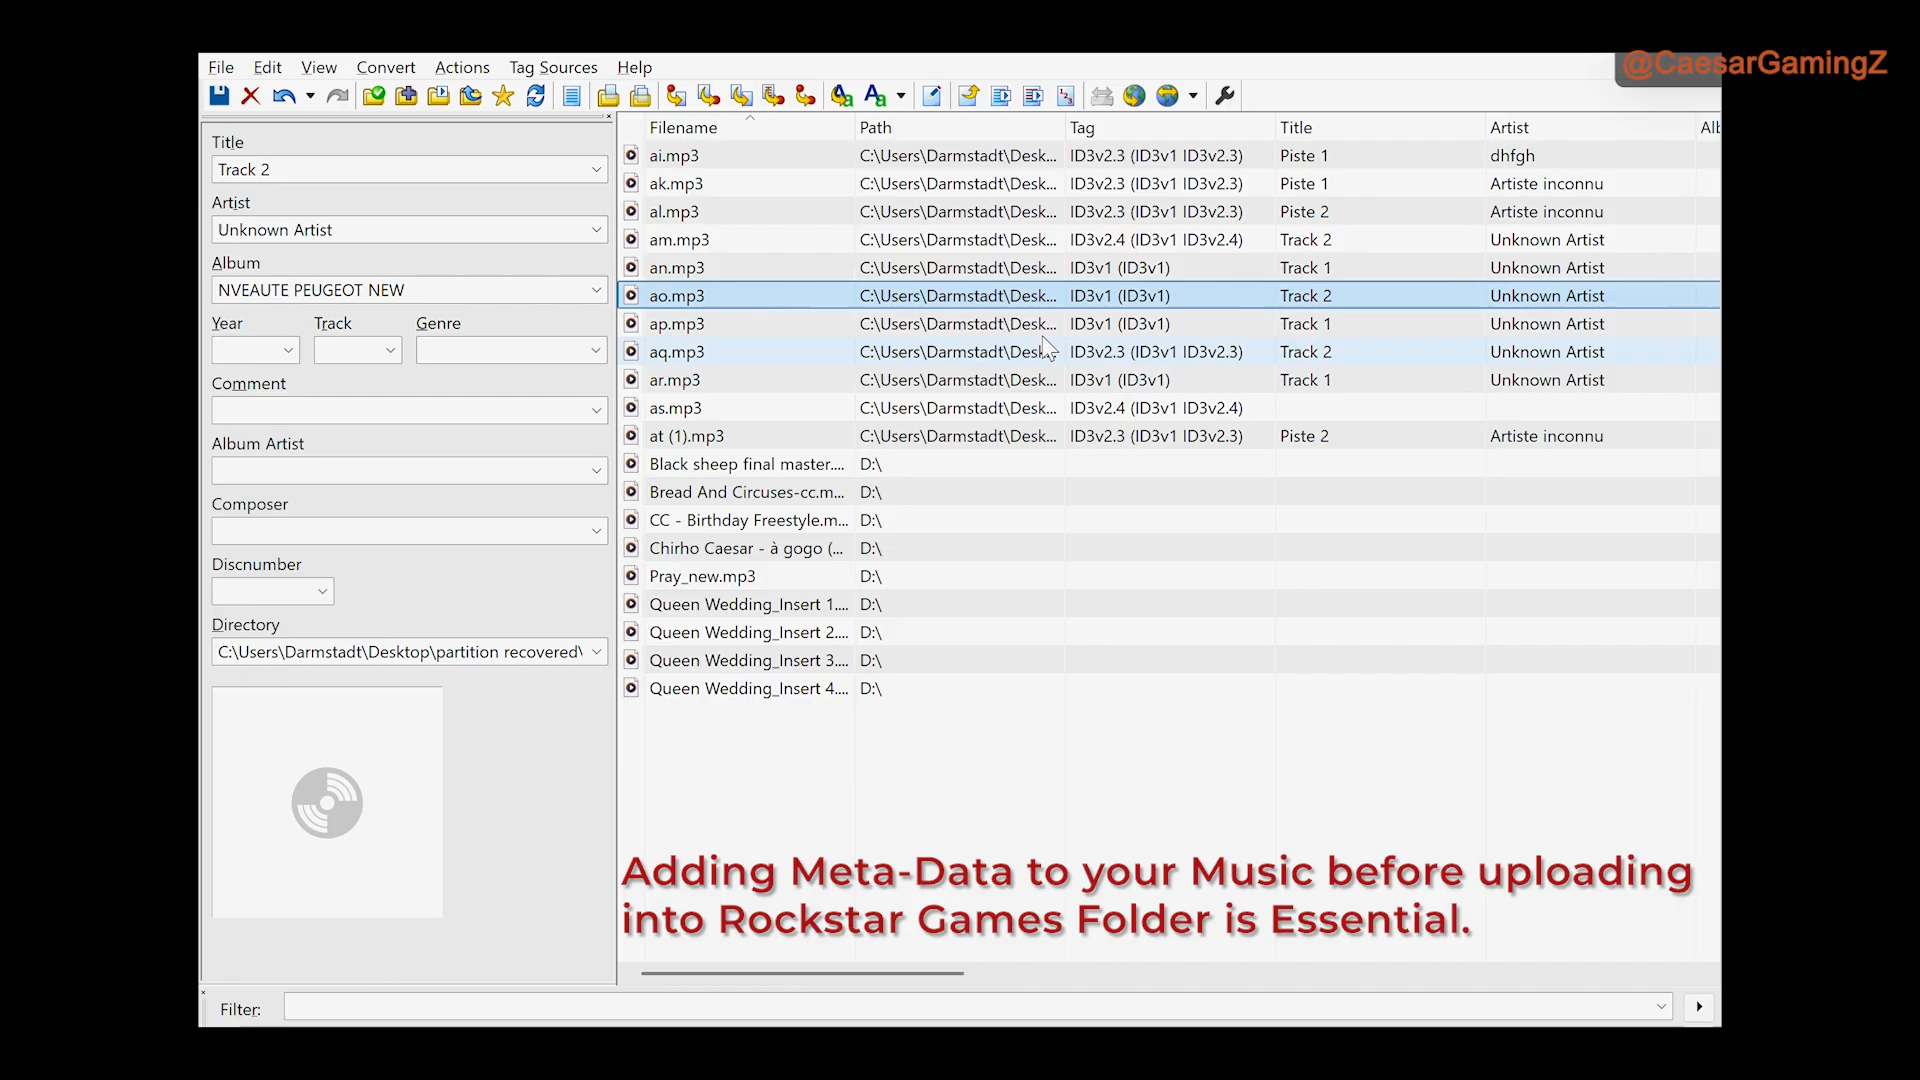 @CaesarGamingZ
File Edit View Convert Actions Tag Sources Help
Title
Track 2
Artist
Unknown Artist
Album
NVEAUTE PEUGEOT NEW
Year Track Genre
Comment
Album Artist
Composer
Discnumber
Directory
C:\Users\Darmstadt\Desktop\partition recovered\
Filename Path Tag Title Artist Alb
ai.mp3 C:\Users\Darmstadt\Desk... ID3v2.3 (ID3v1 ID3v2.3) Piste 1 dhfgh
ak.mp3 C:\Users\Darmstadt\Desk... ID3v2.3 (ID3v1 ID3v2.3) Piste 1 Artiste inconnu
al.mp3 C:\Users\Darmstadt\Desk... ID3v2.3 (ID3v1 ID3v2.3) Piste 2 Artiste inconnu
am.mp3 C:\Users\Darmstadt\Desk... ID3v2.4 (ID3v1 ID3v2.4) Track 2 Unknown Artist
an.mp3 C:\Users\Darmstadt\Desk... ID3v1 (ID3v1) Track 1 Unknown Artist
ao.mp3 C:\Users\Darmstadt\Desk... ID3v1 (ID3v1) Track 2 Unknown Artist
ap.mp3 C:\Users\Darmstadt\Desk... ID3v1 (ID3v1) Track 1 Unknown Artist
aq.mp3 C:\Users\Darmstadt\Desk... ID3v2.3 (ID3v1 ID3v2.3) Track 2 Unknown Artist
ar.mp3 C:\Users\Darmstadt\Desk... ID3v1 (ID3v1) Track 1 Unknown Artist
as.mp3 C:\Users\Darmstadt\Desk... ID3v2.4 (ID3v1 ID3v2.4)
at (1).mp3 C:\Users\Darmstadt\Desk... ID3v2.3 (ID3v1 ID3v2.3) Piste 2 Artiste inconnu
Black sheep final master.... D:\
Bread And Circuses-cc.m... D:\
CC - Birthday Freestyle.m... D:\
Chirho Caesar - à gogo (... D:\
Pray_new.mp3 D:\
Queen Wedding_Insert 1.... D:\
Queen Wedding_Insert 2.... D:\
Queen Wedding_Insert 3.... D:\
Queen Wedding_Insert 4.... D:\
Adding Meta-Data to your Music before uploading
into Rockstar Games Folder is Essential.
Filter: